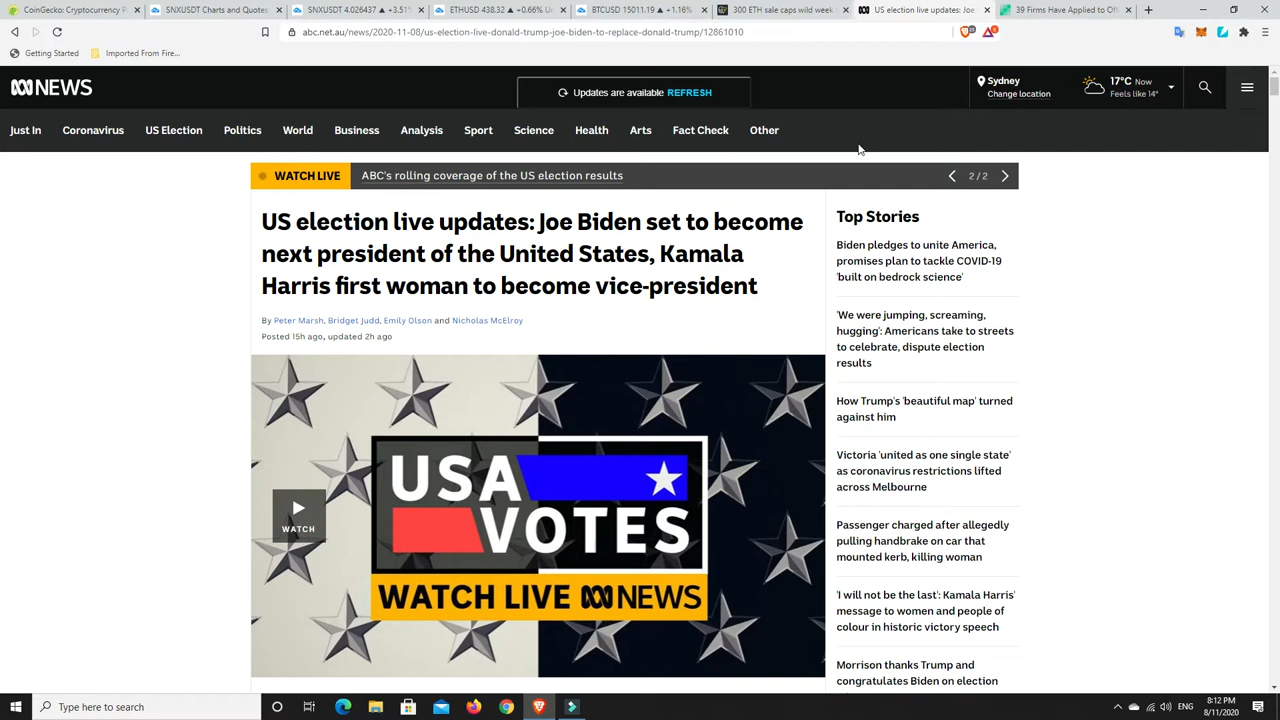 CoinGecko: Cryptocurrency P
SNXUSDT Charts and Quotes
SNXUSDT 4.026437 ▲ +3.51%
ETHUSD 438.32 ▲ +0.66% Un
BTCUSD 15011.19 ▲ +1.16%
300 ETH sale caps wild week
US election live updates: Joe
39 Firms Have Applied to Off
abc.net.au/news/2020-11-08/us-election-live-donald-trump-joe-biden-to-replace-donald-trump/12861010
Getting Started
Imported From Fire...
NEWS
Updates are available REFRESH
Sydney
Change location
17°C Now
Feels like 14°
Just In
Coronavirus
US Election
Politics
World
Business
Analysis
Sport
Science
Health
Arts
Fact Check
Other
WATCH LIVE
ABC's rolling coverage of the US election results
2/2
US election live updates: Joe Biden set to become
next president of the United States, Kamala
Harris first woman to become vice-president
By Peter Marsh, Bridget Judd, Emily Olson and Nicholas McElroy
Posted 15h ago, updated 2h ago
USA
VOTES
WATCH LIVE NEWS
WATCH
Top Stories
Biden pledges to unite America,
promises plan to tackle COVID-19
'built on bedrock science'
'We were jumping, screaming,
hugging': Americans take to streets
to celebrate, dispute election
results
How Trump's 'beautiful map' turned
against him
Victoria 'united as one single state'
as coronavirus restrictions lifted
across Melbourne
Passenger charged after allegedly
pulling handbrake on car that
mounted kerb, killing woman
'I will not be the last': Kamala Harris'
message to women and people of
colour in historic victory speech
Morrison thanks Trump and
congratulates Biden on election
Type here to search
ENG
8:12 PM
8/11/2020